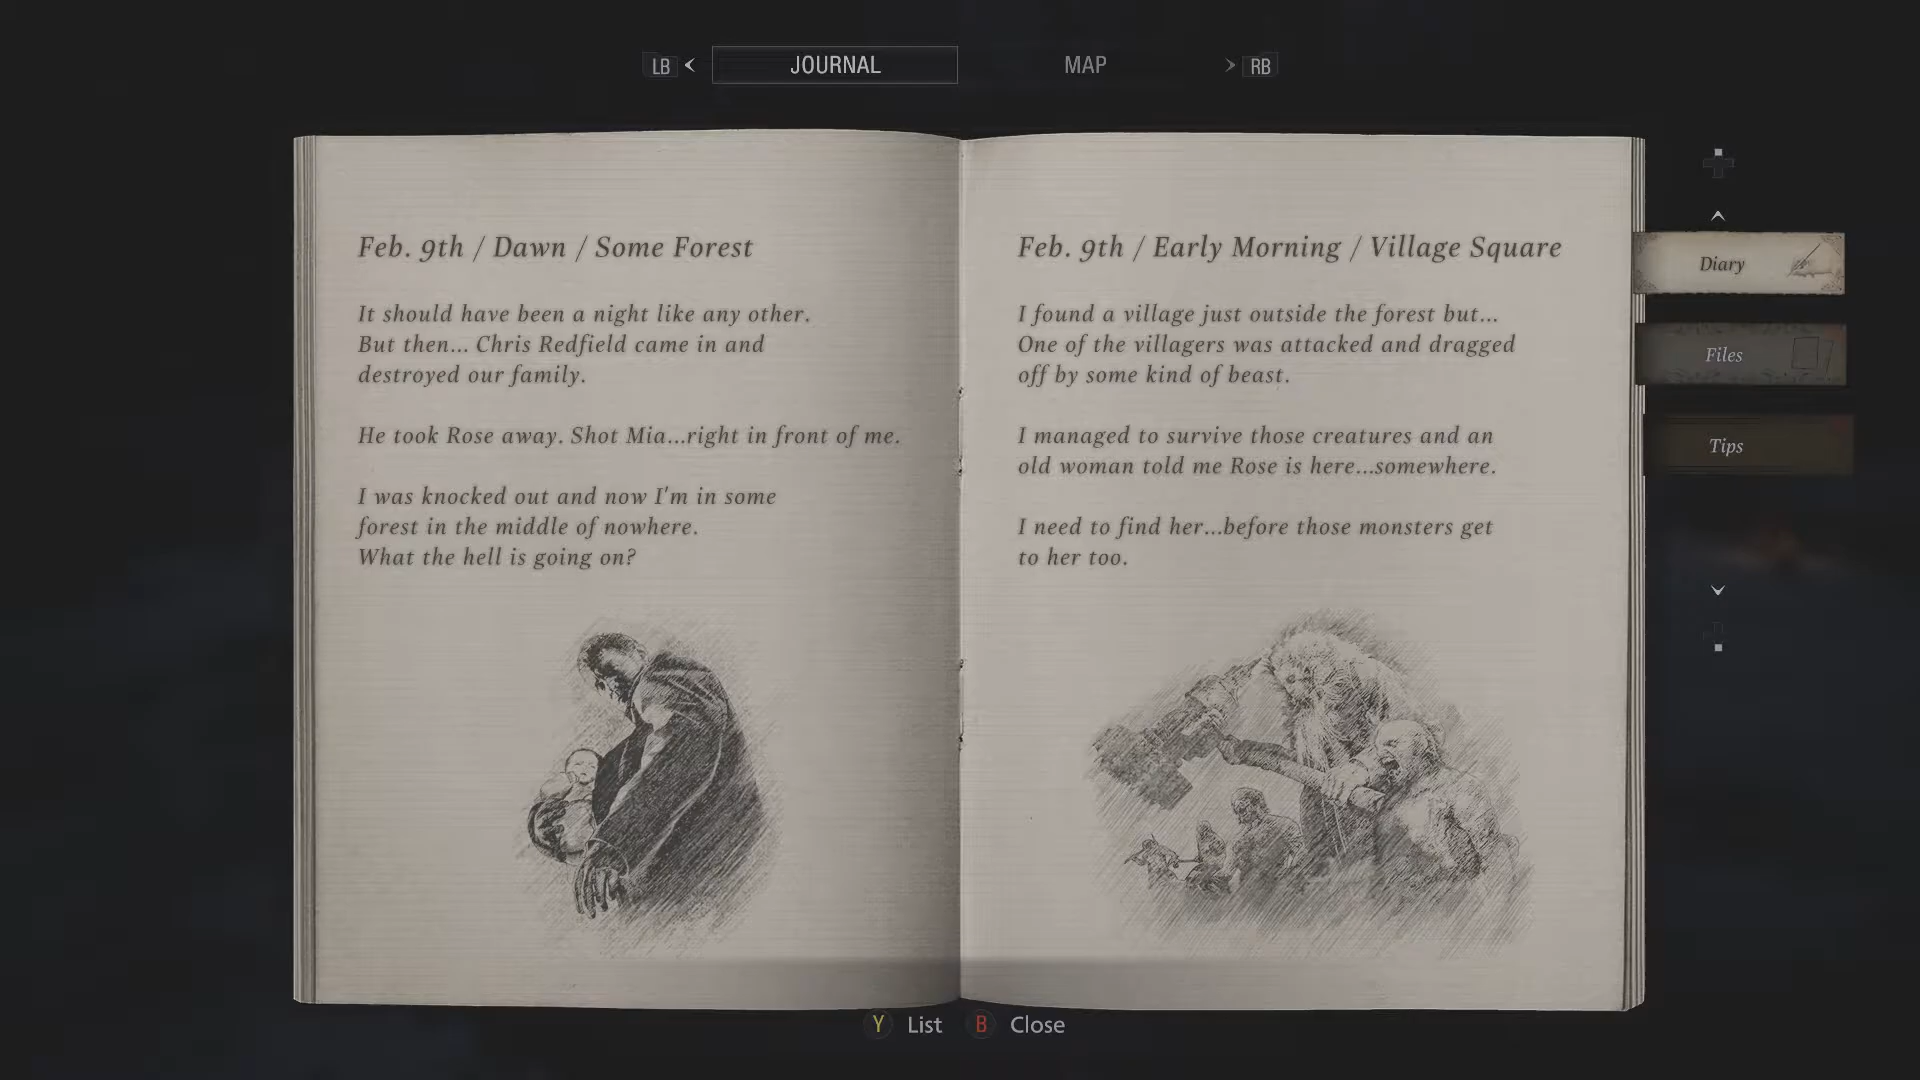 LB
JOURNAL
MAP
RB
Feb. 9th / Dawn / Some Forest
It should have been a night like any other.
But then... Chris Redfield came in and
destroyed our family.
He took Rose away. Shot Mia...right in front of me.
I was knocked out and now I'm in some
forest in the middle of nowhere.
What the hell is going on?
Feb. 9th / Early Morning / Village Square
I found a village just outside the forest but...
One of the villagers was attacked and dragged
off by some kind of beast.
I managed to survive those creatures and an
old woman told me Rose is here...somewhere.
I need to find her...before those monsters get
to her too.
Diary
Files
Tips
Y List B Close